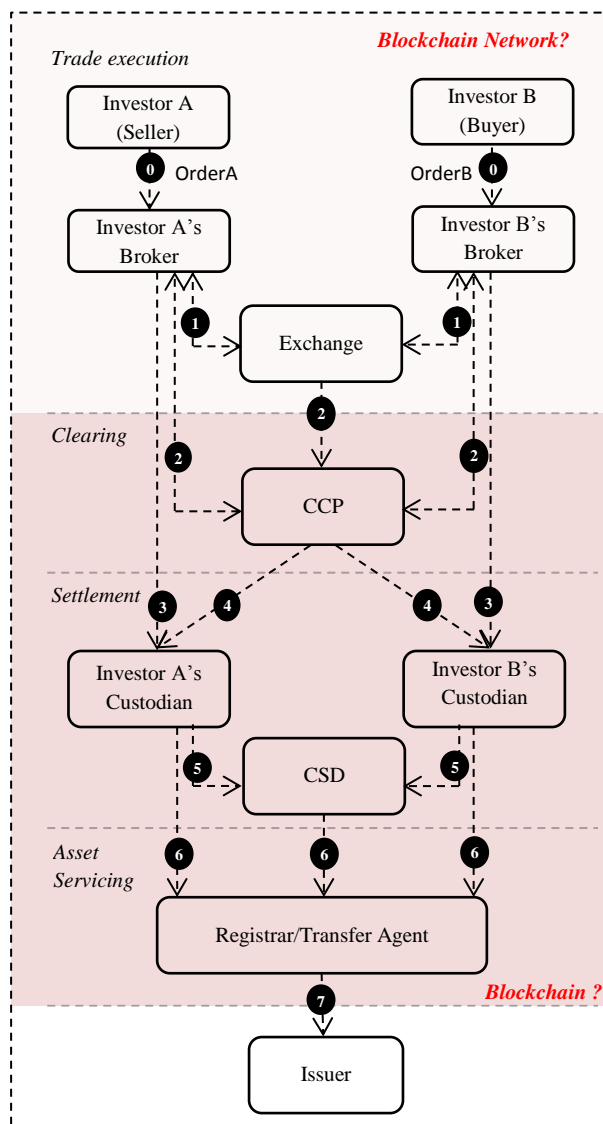 Blockchain Network?
Trade execution
Investor A
(Seller)
Investor B
(Buyer)
0
OrderA
OrderB
0
Investor A's
Broker
Investor B's
Broker
1
1
Exchange
2
Clearing
2
2
CCP
Settlement
3
4
4
3
Investor A's
Custodian
Investor B's
Custodian
5
5
CSD
Asset
Servicing
6
6
6
Registrar/Transfer Agent
Blockchain ?
7
Issuer